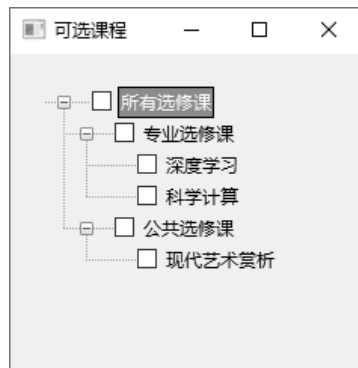 可选课程
所有选修课
专业选修课
深度学习
科学计算
公共选修课
现代艺术赏析